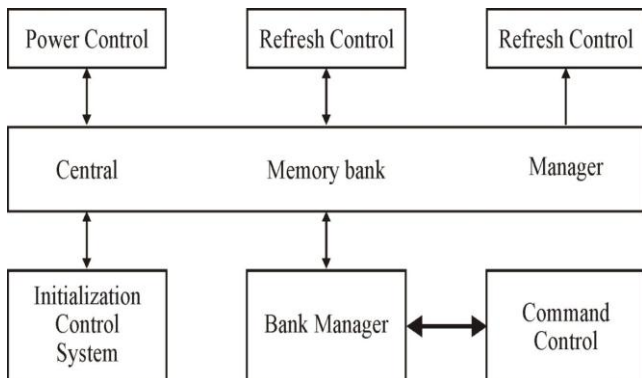 Power Control
Refresh Control
Refresh Control
Central
Memory bank
Manager
Initialization
Control
System
Bank Manager
Command
Control